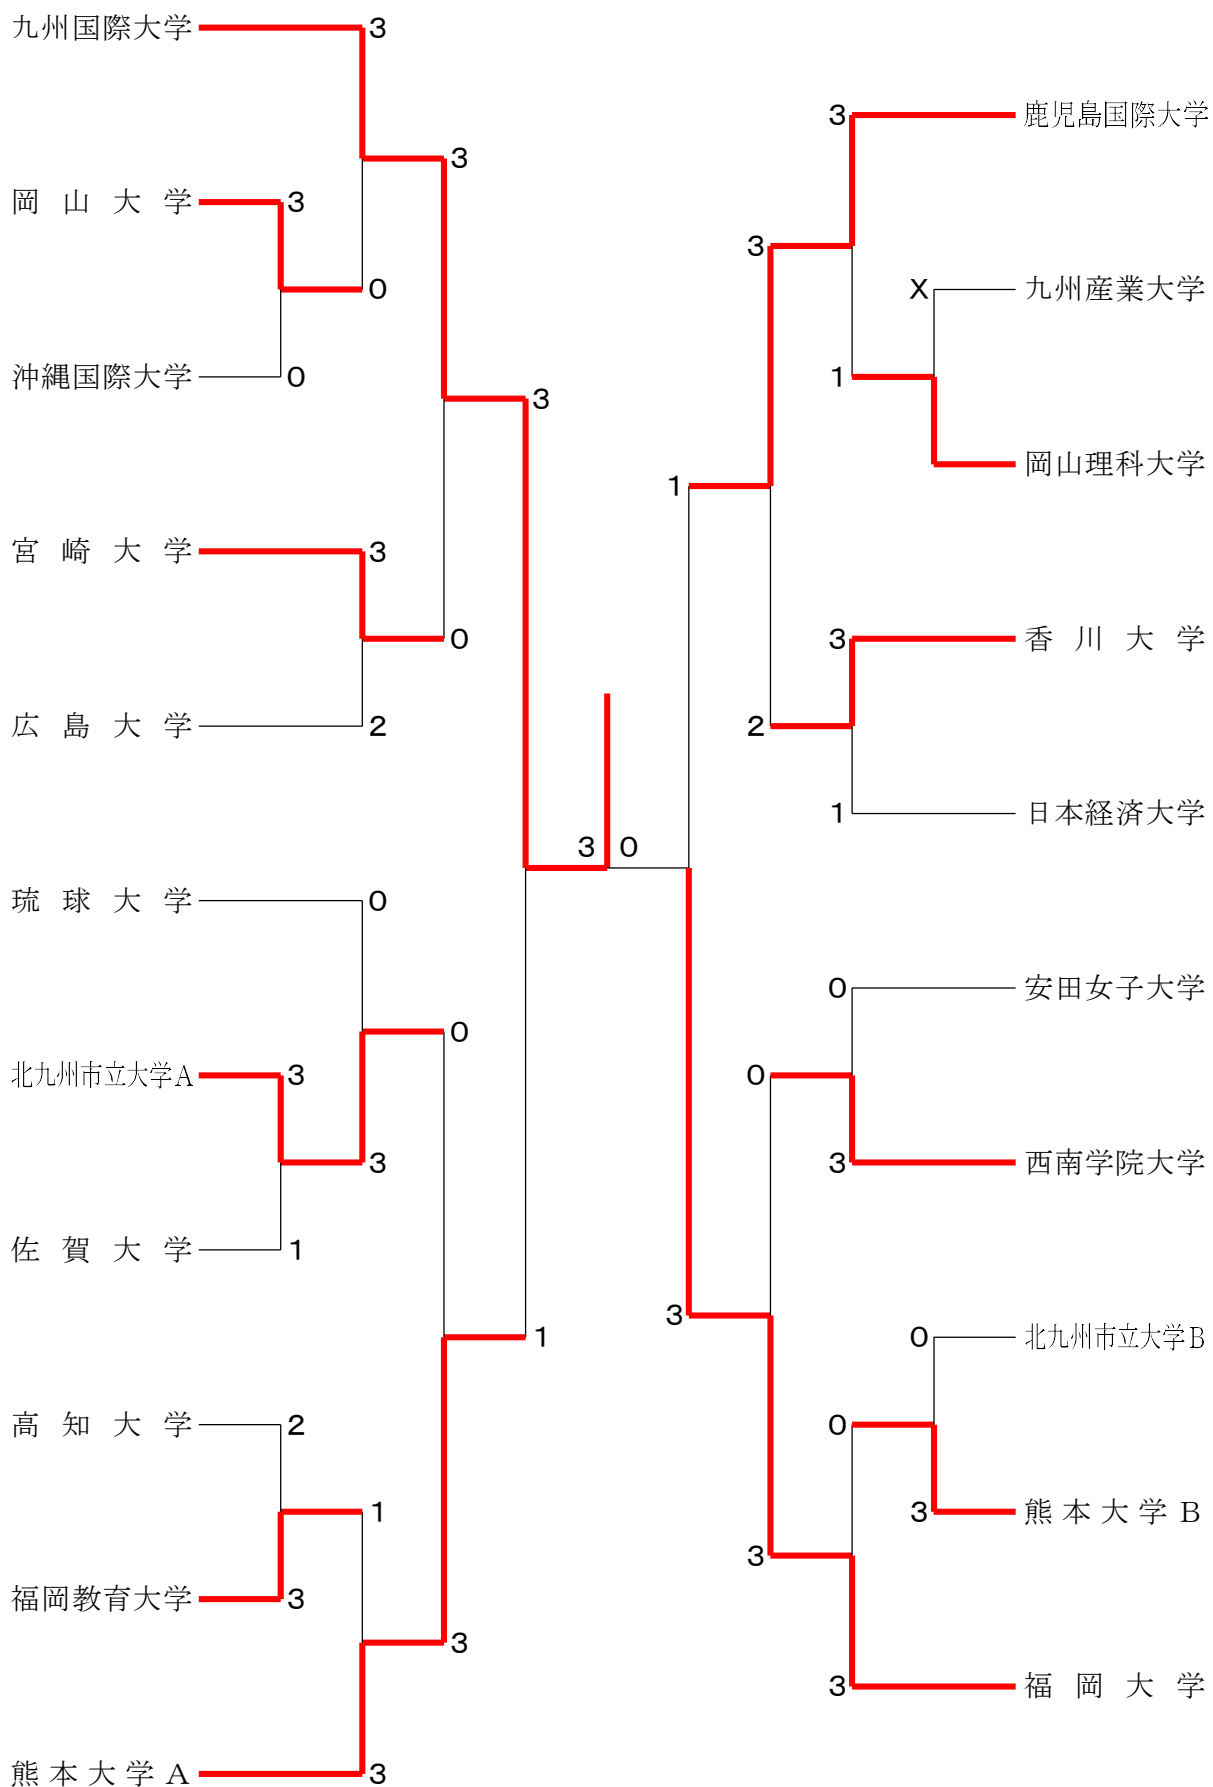 九州国際大学
3
3
鹿児島国際大学
3
岡山大学
3
3
0
X
九州産業大学
沖縄国際大学
0
1
3
岡山理科大学
1
宮崎大学
3
0
3
香川大学
広島大学
2
2
1
日本経済大学
3
0
琉球大学
0
0
安田女子大学
0
北九州市立大学A
3
0
3
3
西南学院大学
佐賀大学
1
3
1
0
北九州市立大学B
高知大学
2
0
1
3
熊本大学B
3
福岡教育大学
3
3
3
福岡大学
熊本大学A
3